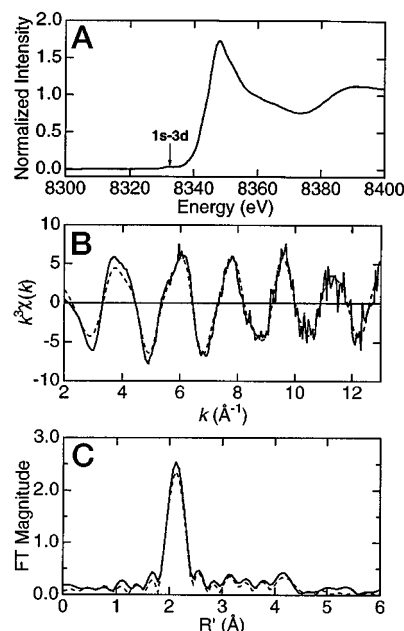 A
Normalized Intensity
2.0
1.5
1.0
0.5
0.0
1s-3d
8300 8320 8340 8360 8380 8400
Energy (eV)
B
k³χ(k)
10
5
0
-5
-10
2 4 6 8 10 12
k (Å⁻¹)
C
FT Magnitude
3.0
2.0
1.0
0.0
0 1 2 3 4 5 6
R' (Å)